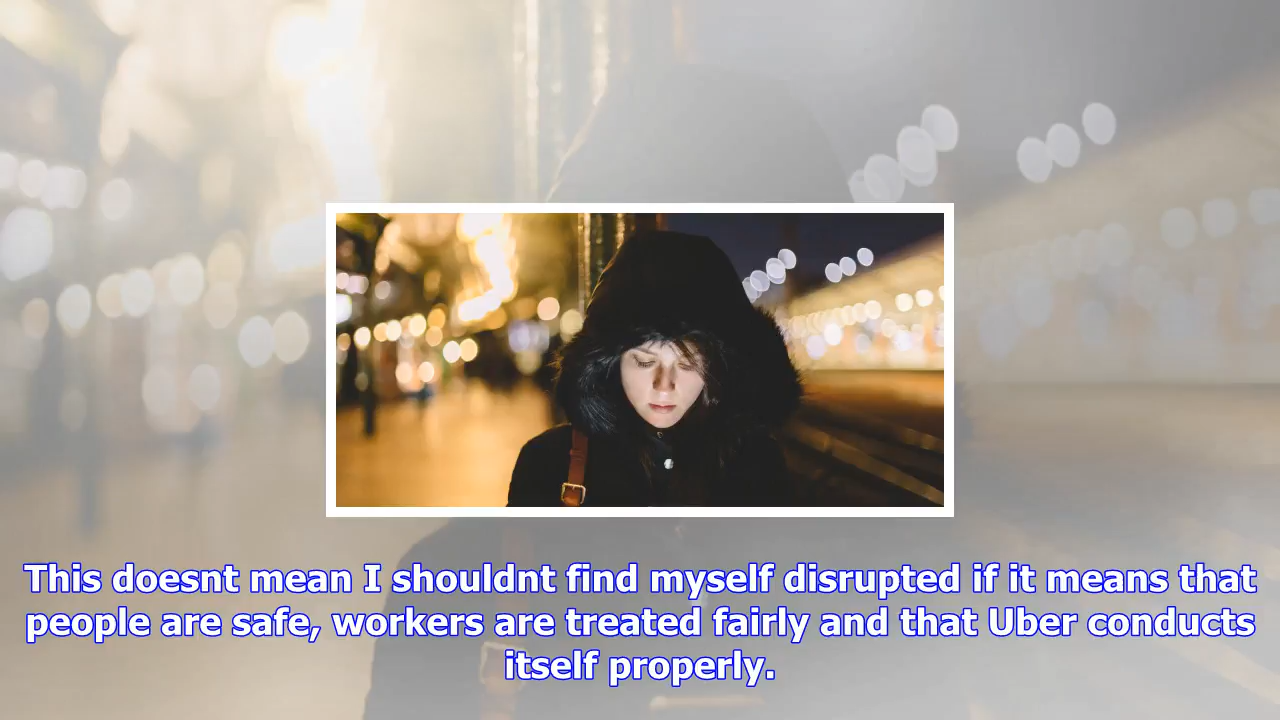 This doesnt mean I shouldnt find myself disrupted if it means that
people are safe, workers are treated fairly and that Uber conducts
itself properly.